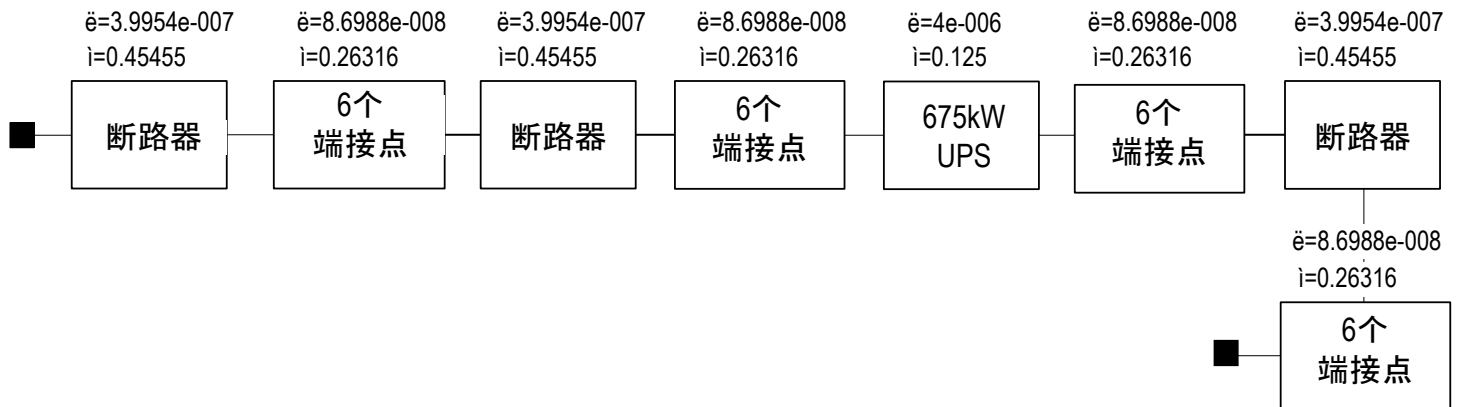 ë=3.9954e-007
ì=0.45455
断路器
ë=8.6988e-008
ì=0.26316
6个
端接点
ë=3.9954e-007
ì=0.45455
断路器
ë=8.6988e-008
ì=0.26316
6个
端接点
ë=4e-006
ì=0.125
675kW
UPS
ë=8.6988e-008
ì=0.26316
6个
端接点
ë=3.9954e-007
ì=0.45455
断路器
ë=8.6988e-008
ì=0.26316
6个
端接点